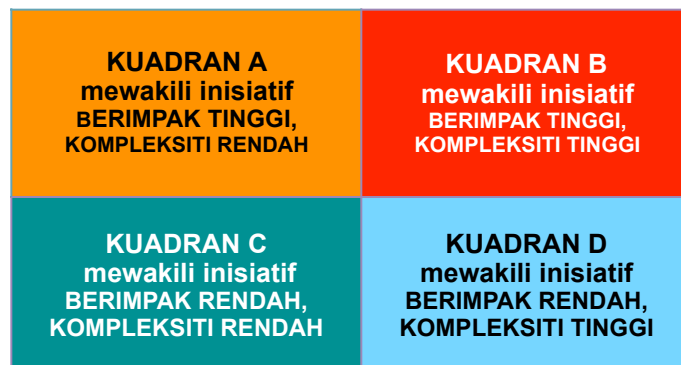 KUADRAN A
mewakili inisiatif
BERIMPAK TINGGI,
KOMPLEKSITI RENDAH
KUADRAN B
mewakili inisiatif
BERIMPAK TINGGI,
KOMPLEKSITI TINGGI
KUADRAN C
mewakili inisiatif
BERIMPAK RENDAH,
KOMPLEKSITI RENDAH
KUADRAN D
mewakili inisiatif
BERIMPAK RENDAH,
KOMPLEKSITI TINGGI